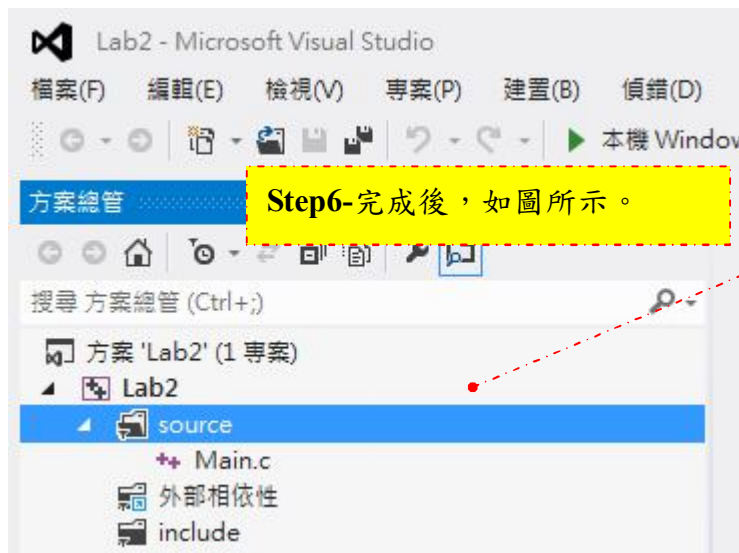 Lab2 - Microsoft Visual Studio
檔案(F) 編輯(E) 檢視(V) 專案(P) 建置(B) 偵錯(D)
本機 Window
方案總管
Step6-完成後，如圖所示。
搜尋 方案總管 (Ctrl+;)
方案 'Lab2' (1 專案)
Lab2
source
Main.c
外部相依性
include